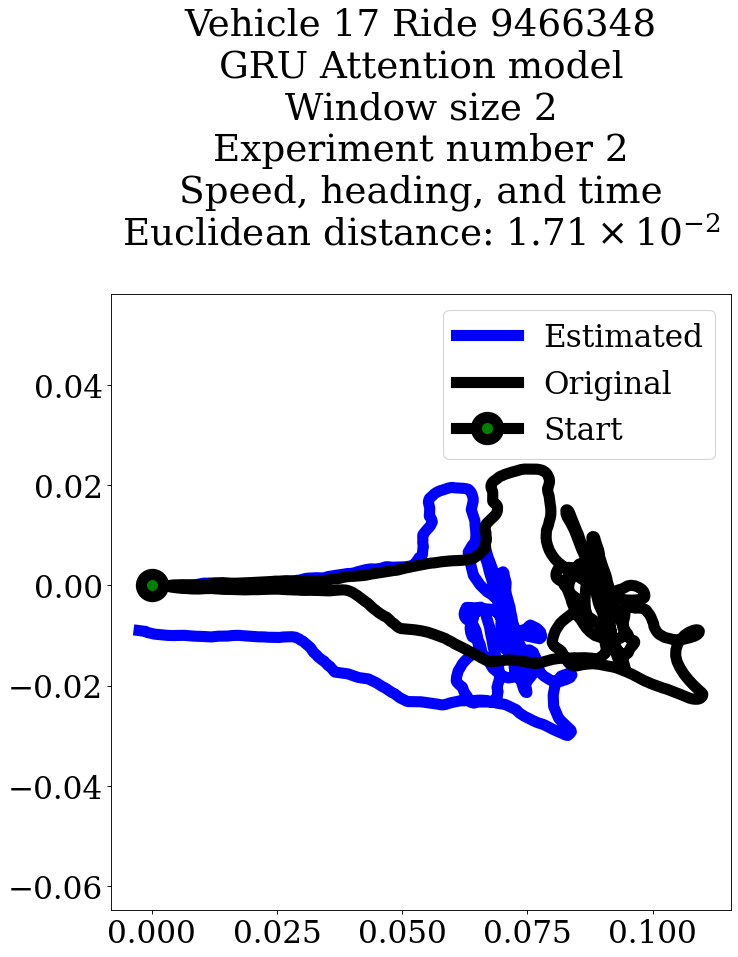 Vehicle 17 Ride 9466348
GRU Attention model
Window size 2
Experiment number 2
Speed, heading, and time
Euclidean distance: 1.71 × 10⁻²
Estimated
Original
Start
0.04
0.02
0.00
−0.02
−0.04
−0.06
0.000 0.025 0.050 0.075 0.100